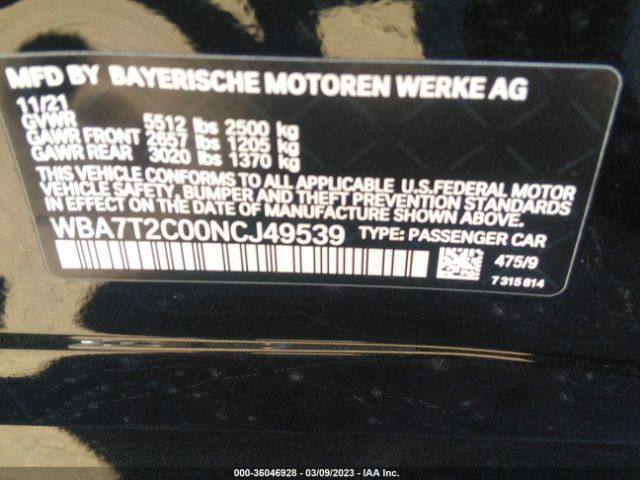 MFD BY BAYERISCHE MOTOREN WERKE AG
11/21
GVWR 5512 lbs 2500 kg
GAWR FRONT 2657 lbs 1205 kg
GAWR REAR 3020 lbs 1370 kg
THIS VEHICLE CONFORMS TO ALL APPLICABLE U.S.FEDERAL MOTOR
VEHICLE SAFETY, BUMPER AND THEFT PREVENTION STANDARDS
IN EFFECT ON THE DATE OF MANUFACTURE SHOWN ABOVE.
WBA7T2C00NCJ49539 TYPE: PASSENGER CAR
475/9
7 315 814
000-36046928 - 03/09/2023 - IAA Inc.